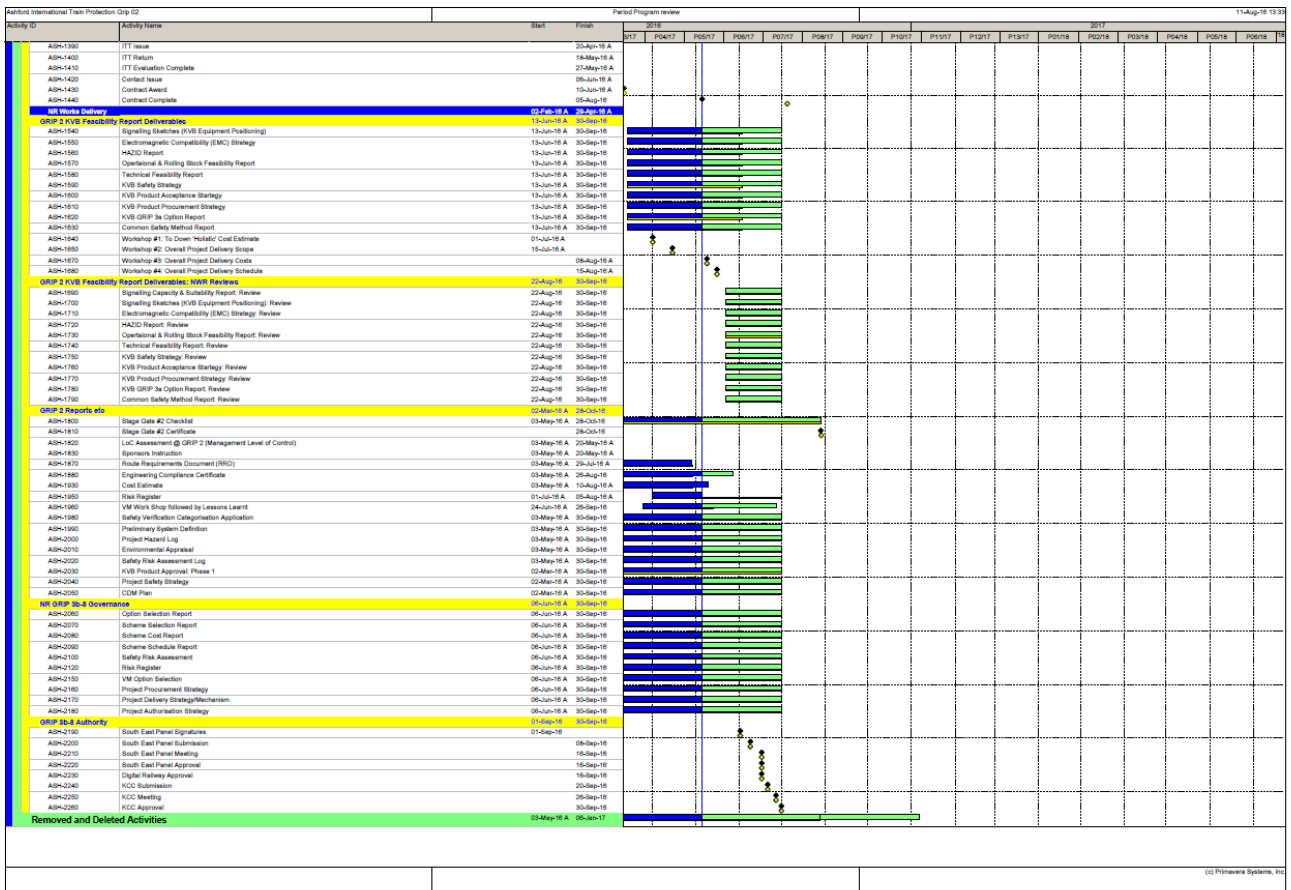 Ashford International Train Protection Grip 02 Period Program review 11-Aug-16 13:33
Activity ID Activity Name Start Finish 2016 2017
3/17 P04/17 P05/17 P06/17 P07/17 P08/17 P09/17 P10/17 P11/17 P12/17 P13/17 P01/18 P02/18 P03/18 P04/18 P05/18 P06/18 18
ASH-1390 ITT Issue 20-Apr-16 A
ASH-1400 ITT Return 18-May-16 A
ASH-1410 ITT Evaluation Complete 27-May-16 A
ASH-1420 Contact Issue 06-Jun-16 A
ASH-1430 Contract Award 10-Jun-16 A
ASH-1440 Contract Complete 05-Aug-16
NR Works Delivery 02-Feb-16 A 29-Apr-16 A
GRIP 2 KVB Feasibility Report Deliverables 13-Jun-16 A 30-Sep-16
ASH-1540 Signalling Sketches (KVB Equipment Positioning) 13-Jun-16 A 30-Sep-16
ASH-1550 Electromagnetic Compatibility (EMC) Strategy 13-Jun-16 A 30-Sep-16
ASH-1560 HAZID Report 13-Jun-16 A 30-Sep-16
ASH-1570 Opertaional & Rolling Stock Feasibility Report 13-Jun-16 A 30-Sep-16
ASH-1580 Technical Feasibility Report 13-Jun-16 A 30-Sep-16
ASH-1590 KVB Safety Strategy 13-Jun-16 A 30-Sep-16
ASH-1600 KVB Product Acceptance Startegy 13-Jun-16 A 30-Sep-16
ASH-1610 KVB Product Procurement Strategy 13-Jun-16 A 30-Sep-16
ASH-1620 KVB GRIP 3a Option Report 13-Jun-16 A 30-Sep-16
ASH-1630 Common Safety Method Report 13-Jun-16 A 30-Sep-16
ASH-1640 Workshop #1: To Down 'Holistic' Cost Estimate 01-Jul-16 A
ASH-1650 Workshop #2: Overall Project Delivery Scope 15-Jul-16 A
ASH-1670 Workshop #3: Overall Project Delivery Costs 08-Aug-16 A
ASH-1680 Workshop #4: Overall Project Delivery Schedule 15-Aug-16 A
GRIP 2 KVB Feasibility Report Deliverables: NWR Reviews 22-Aug-16 30-Sep-16
ASH-1690 Signalling Capacity & Suitability Report: Review 22-Aug-16 30-Sep-16
ASH-1700 Signalling Sketches (KVB Equipment Positioning): Review 22-Aug-16 30-Sep-16
ASH-1710 Electromagnetic Compatibility (EMC) Strategy: Review 22-Aug-16 30-Sep-16
ASH-1720 HAZID Report: Review 22-Aug-16 30-Sep-16
ASH-1730 Opertaional & Rolling Stock Feasibility Report: Review 22-Aug-16 30-Sep-16
ASH-1740 Technical Feasibility Report: Review 22-Aug-16 30-Sep-16
ASH-1750 KVB Safety Strategy: Review 22-Aug-16 30-Sep-16
ASH-1760 KVB Product Acceptance Startegy: Review 22-Aug-16 30-Sep-16
ASH-1770 KVB Product Procurement Strategy: Review 22-Aug-16 30-Sep-16
ASH-1780 KVB GRIP 3a Option Report: Review 22-Aug-16 30-Sep-16
ASH-1790 Common Safety Method Report: Review 22-Aug-16 30-Sep-16
GRIP 2 Reports etc 02-Mar-16 A 28-Oct-16
ASH-1800 Stage Gate #2 Checklist 03-May-16 A 28-Oct-16
ASH-1810 Stage Gate #2 Certificate 28-Oct-16
ASH-1820 LoC Assessment @ GRIP 2 (Management Level of Control) 03-May-16 A 20-May-16 A
ASH-1830 Sponsors Instruction 03-May-16 A 20-May-16 A
ASH-1870 Route Requirements Document (RRD) 03-May-16 A 29-Jul-16 A
ASH-1880 Engineering Compliance Certificate 03-May-16 A 26-Aug-16
ASH-1930 Cost Estimate 03-May-16 A 10-Aug-16 A
ASH-1950 Risk Register 01-Jul-16 A 05-Aug-16 A
ASH-1960 VM Work Shop followed by Lessons Learnt 24-Jun-16 A 26-Sep-16
ASH-1980 Safety Verification Categorisation Application 03-May-16 A 30-Sep-16
ASH-1990 Preliminary System Definition 03-May-16 A 30-Sep-16
ASH-2000 Project Hazard Log 03-May-16 A 30-Sep-16
ASH-2010 Environmental Appraisal 03-May-16 A 30-Sep-16
ASH-2020 Safety Risk Assessment Log 03-May-16 A 30-Sep-16
ASH-2030 KVB Product Approval: Phase 1 02-Mar-16 A 30-Sep-16
ASH-2040 Project Safety Strategy 02-Mar-16 A 30-Sep-16
ASH-2050 CDM Plan 02-Mar-16 A 30-Sep-16
NR GRIP 3b-8 Governance 06-Jun-16 A 30-Sep-16
ASH-2060 Option Selection Report 06-Jun-16 A 30-Sep-16
ASH-2070 Scheme Selection Report 06-Jun-16 A 30-Sep-16
ASH-2080 Scheme Cost Report 06-Jun-16 A 30-Sep-16
ASH-2090 Scheme Schedule Report 06-Jun-16 A 30-Sep-16
ASH-2100 Safety Risk Assessment 06-Jun-16 A 30-Sep-16
ASH-2120 Risk Register 06-Jun-16 A 30-Sep-16
ASH-2150 VM Option Selection 06-Jun-16 A 30-Sep-16
ASH-2160 Project Procurement Strategy 06-Jun-16 A 30-Sep-16
ASH-2170 Project Delivery Strategy/Mechanism 06-Jun-16 A 30-Sep-16
ASH-2180 Project Authorisation Strategy 06-Jun-16 A 30-Sep-16
GRIP 3b-8 Authority 01-Sep-16 30-Sep-16
ASH-2190 South East Panel Signatures 01-Sep-16
ASH-2200 South East Panel Submission 08-Sep-16
ASH-2210 South East Panel Meeting 16-Sep-16
ASH-2220 South East Panel Approval 16-Sep-16
ASH-2230 Digital Railway Approval 16-Sep-16
ASH-2240 KCC Submission 20-Sep-16
ASH-2250 KCC Meeting 26-Sep-16
ASH-2260 KCC Approval 30-Sep-16
Removed and Deleted Activities 03-May-16 A 06-Jan-17
(c) Primavera Systems, Inc.